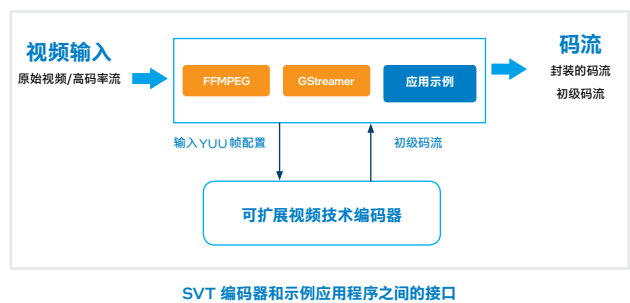 视频输入
原始视频/高码率流
FFMPEG
GStreamer
应用示例
码流
封装的码流
初级码流
输入YUU帧配置
初级码流
可扩展视频技术编码器
SVT 编码器和示例应用程序之间的接口